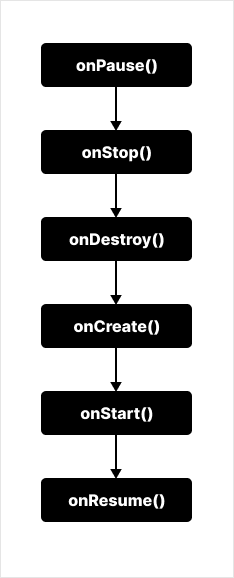 onPause()
onStop()
onDestroy()
onCreate()
onStart()
onResume()